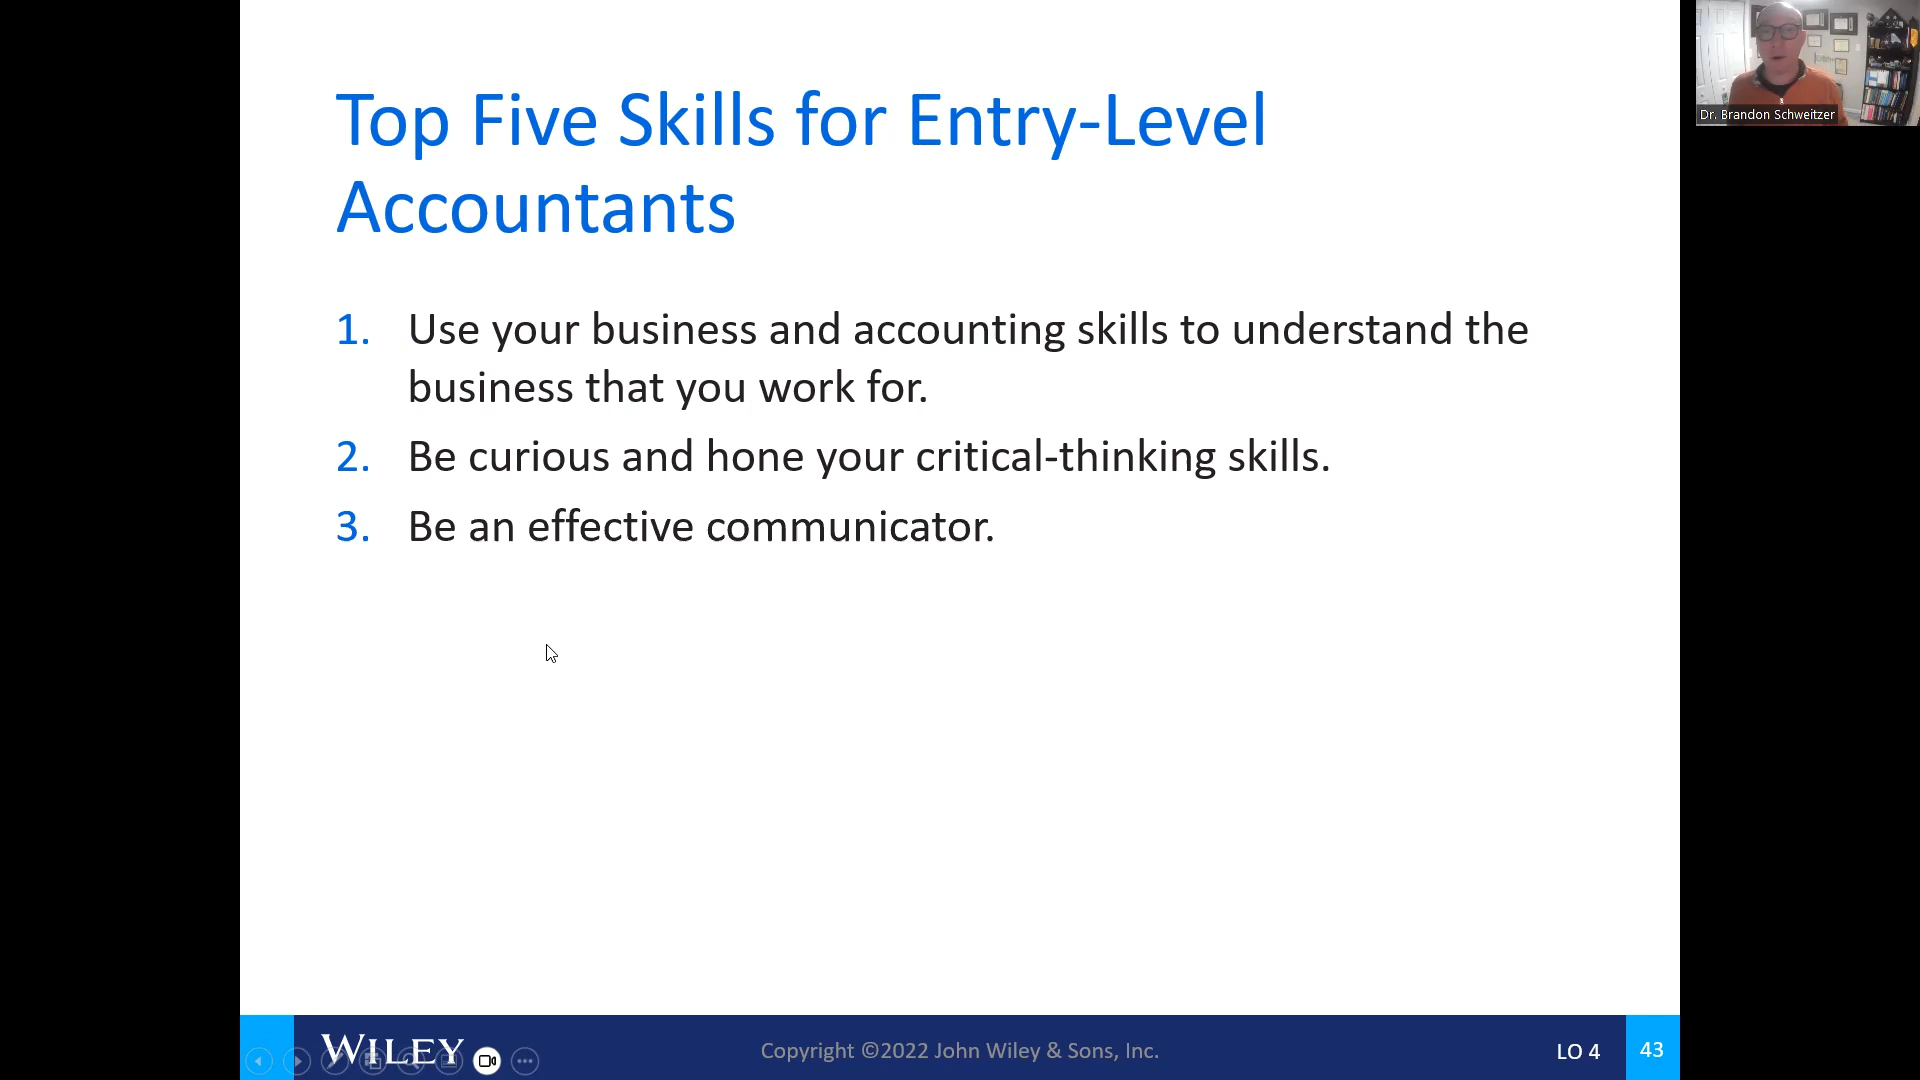 Top Five Skills for Entry-Level
Accountants
1. Use your business and accounting skills to understand the
business that you work for.
2. Be curious and hone your critical-thinking skills.
3. Be an effective communicator.
Dr. Brandon Schweitzer
WILEY
Copyright ©2022 John Wiley & Sons, Inc.
LO 4
43